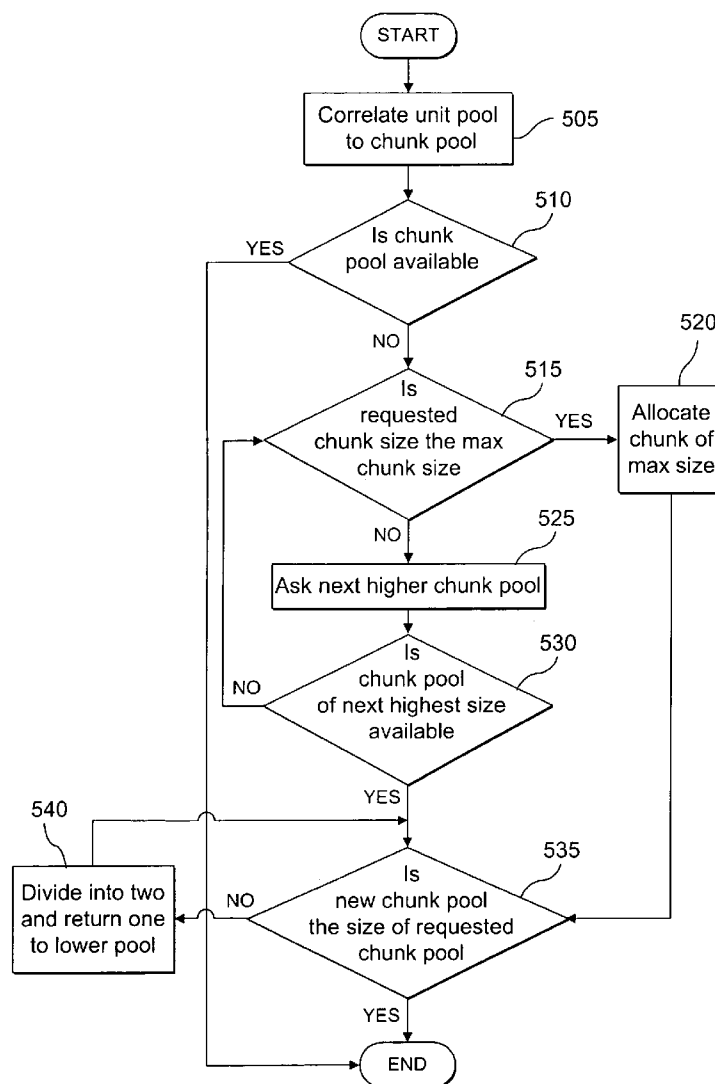 START
Correlate unit pool
to chunk pool
505
510
YES
Is chunk
pool available
NO
520
515
Is
requested
chunk size the max
chunk size
YES
Allocate
chunk of
max size
NO
525
Ask next higher chunk pool
530
Is
chunk pool
of next highest size
available
NO
YES
540
535
Divide into two
and return one
to lower pool
NO
Is
new chunk pool
the size of requested
chunk pool
YES
END